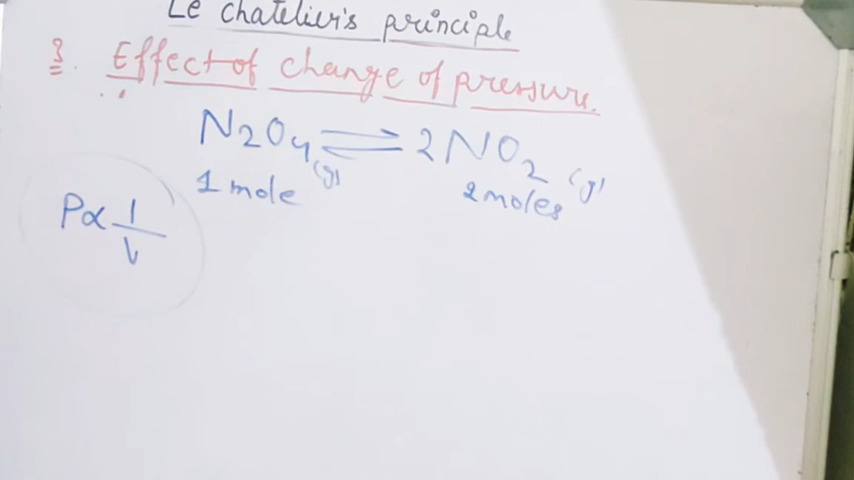 Le chatelier's principle
3. Effect of change of pressure.
N2O4(g) ⇌ 2NO2(g)
1 mole 2 moles
P∝ 1/V